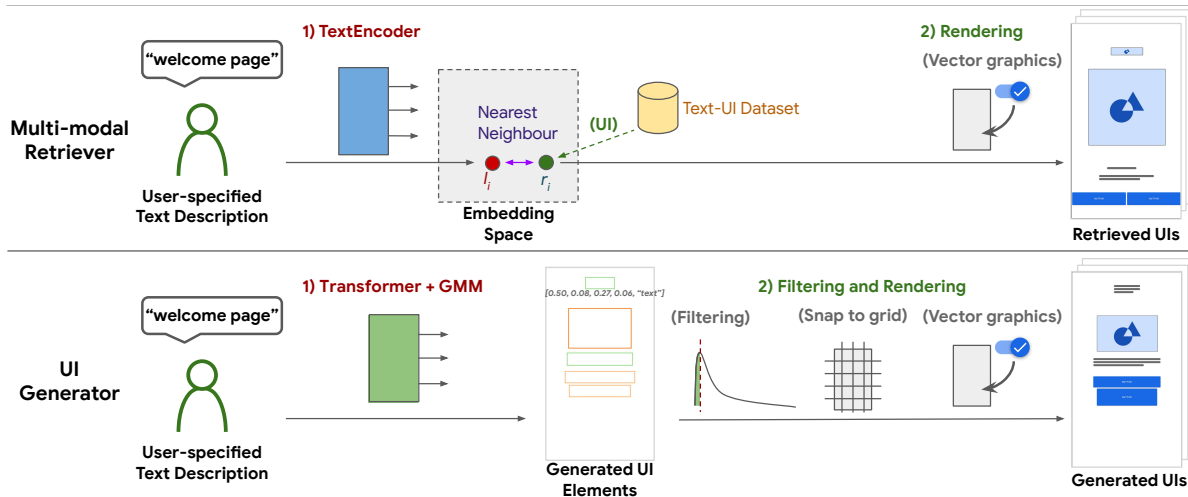 Multi-modal
Retriever
“welcome page”
User-specified
Text Description
1) TextEncoder
Nearest
Neighbour
l_i
r_i
Embedding
Space
(UI)
Text-UI Dataset
2) Rendering
(Vector graphics)
Retrieved UIs
UI
Generator
“welcome page”
User-specified
Text Description
1) Transformer + GMM
[0.50, 0.08, 0.27, 0.06, “text”]
Generated UI
Elements
2) Filtering and Rendering
(Filtering)
(Snap to grid)
(Vector graphics)
Generated UIs